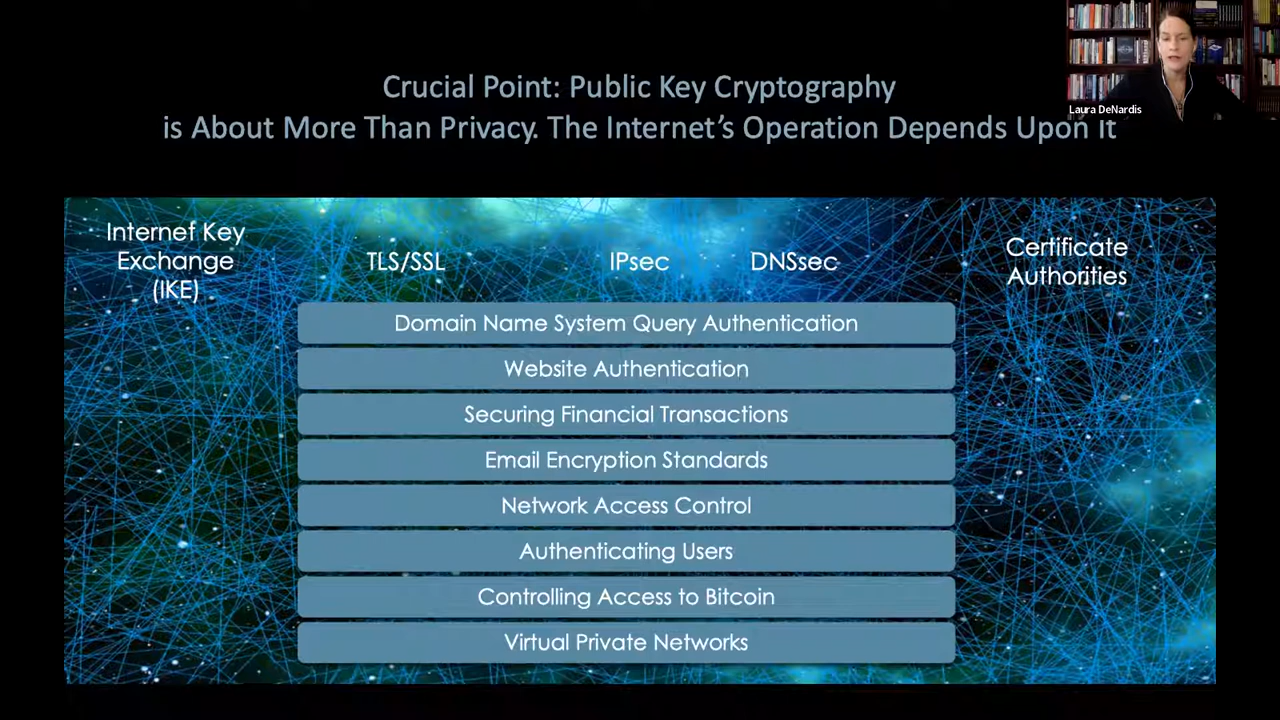 Crucial Point: Public Key Cryptography
is About More Than Privacy. The Internet's Operation Depends Upon it
Laura DeNardis
Internet Key
Exchange
(IKE)
TLS/SSL
IPsec
DNSsec
Certificate
Authorities
Domain Name System Query Authentication
Website Authentication
Securing Financial Transactions
Email Encryption Standards
Network Access Control
Authenticating Users
Controlling Access to Bitcoin
Virtual Private Networks